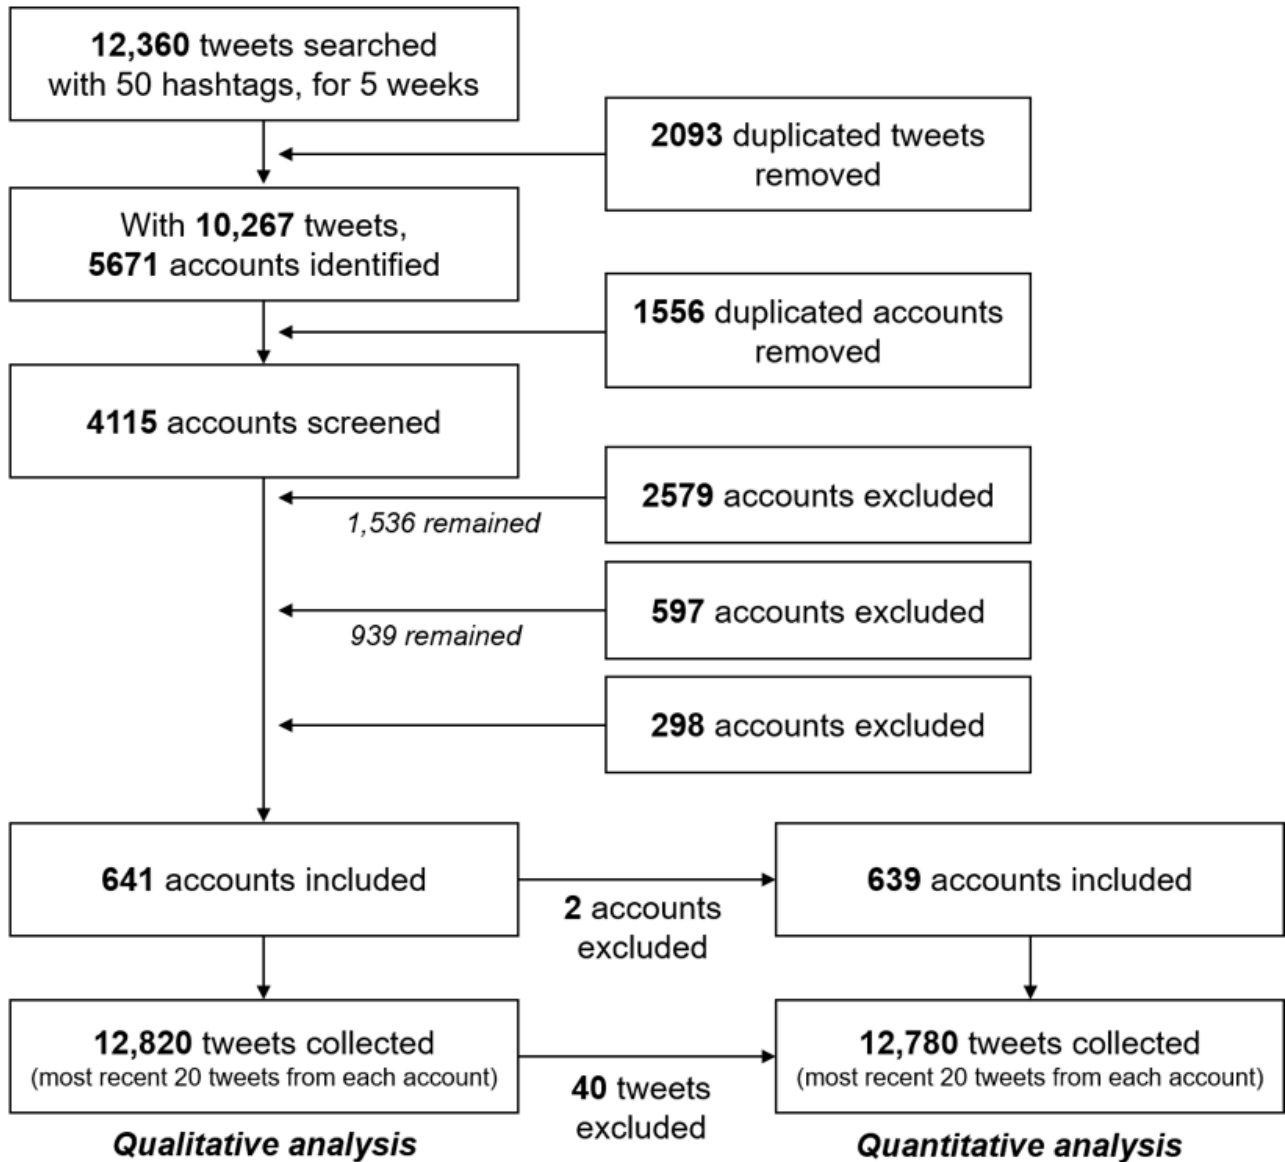 12,360 tweets searched
with 50 hashtags, for 5 weeks
2093 duplicated tweets
removed
With 10,267 tweets,
5671 accounts identified
1556 duplicated accounts
removed
4115 accounts screened
2579 accounts excluded
1,536 remained
597 accounts excluded
939 remained
298 accounts excluded
641 accounts included
2 accounts
excluded
639 accounts included
12,820 tweets collected
(most recent 20 tweets from each account)
40 tweets
excluded
12,780 tweets collected
(most recent 20 tweets from each account)
Qualitative analysis
Quantitative analysis